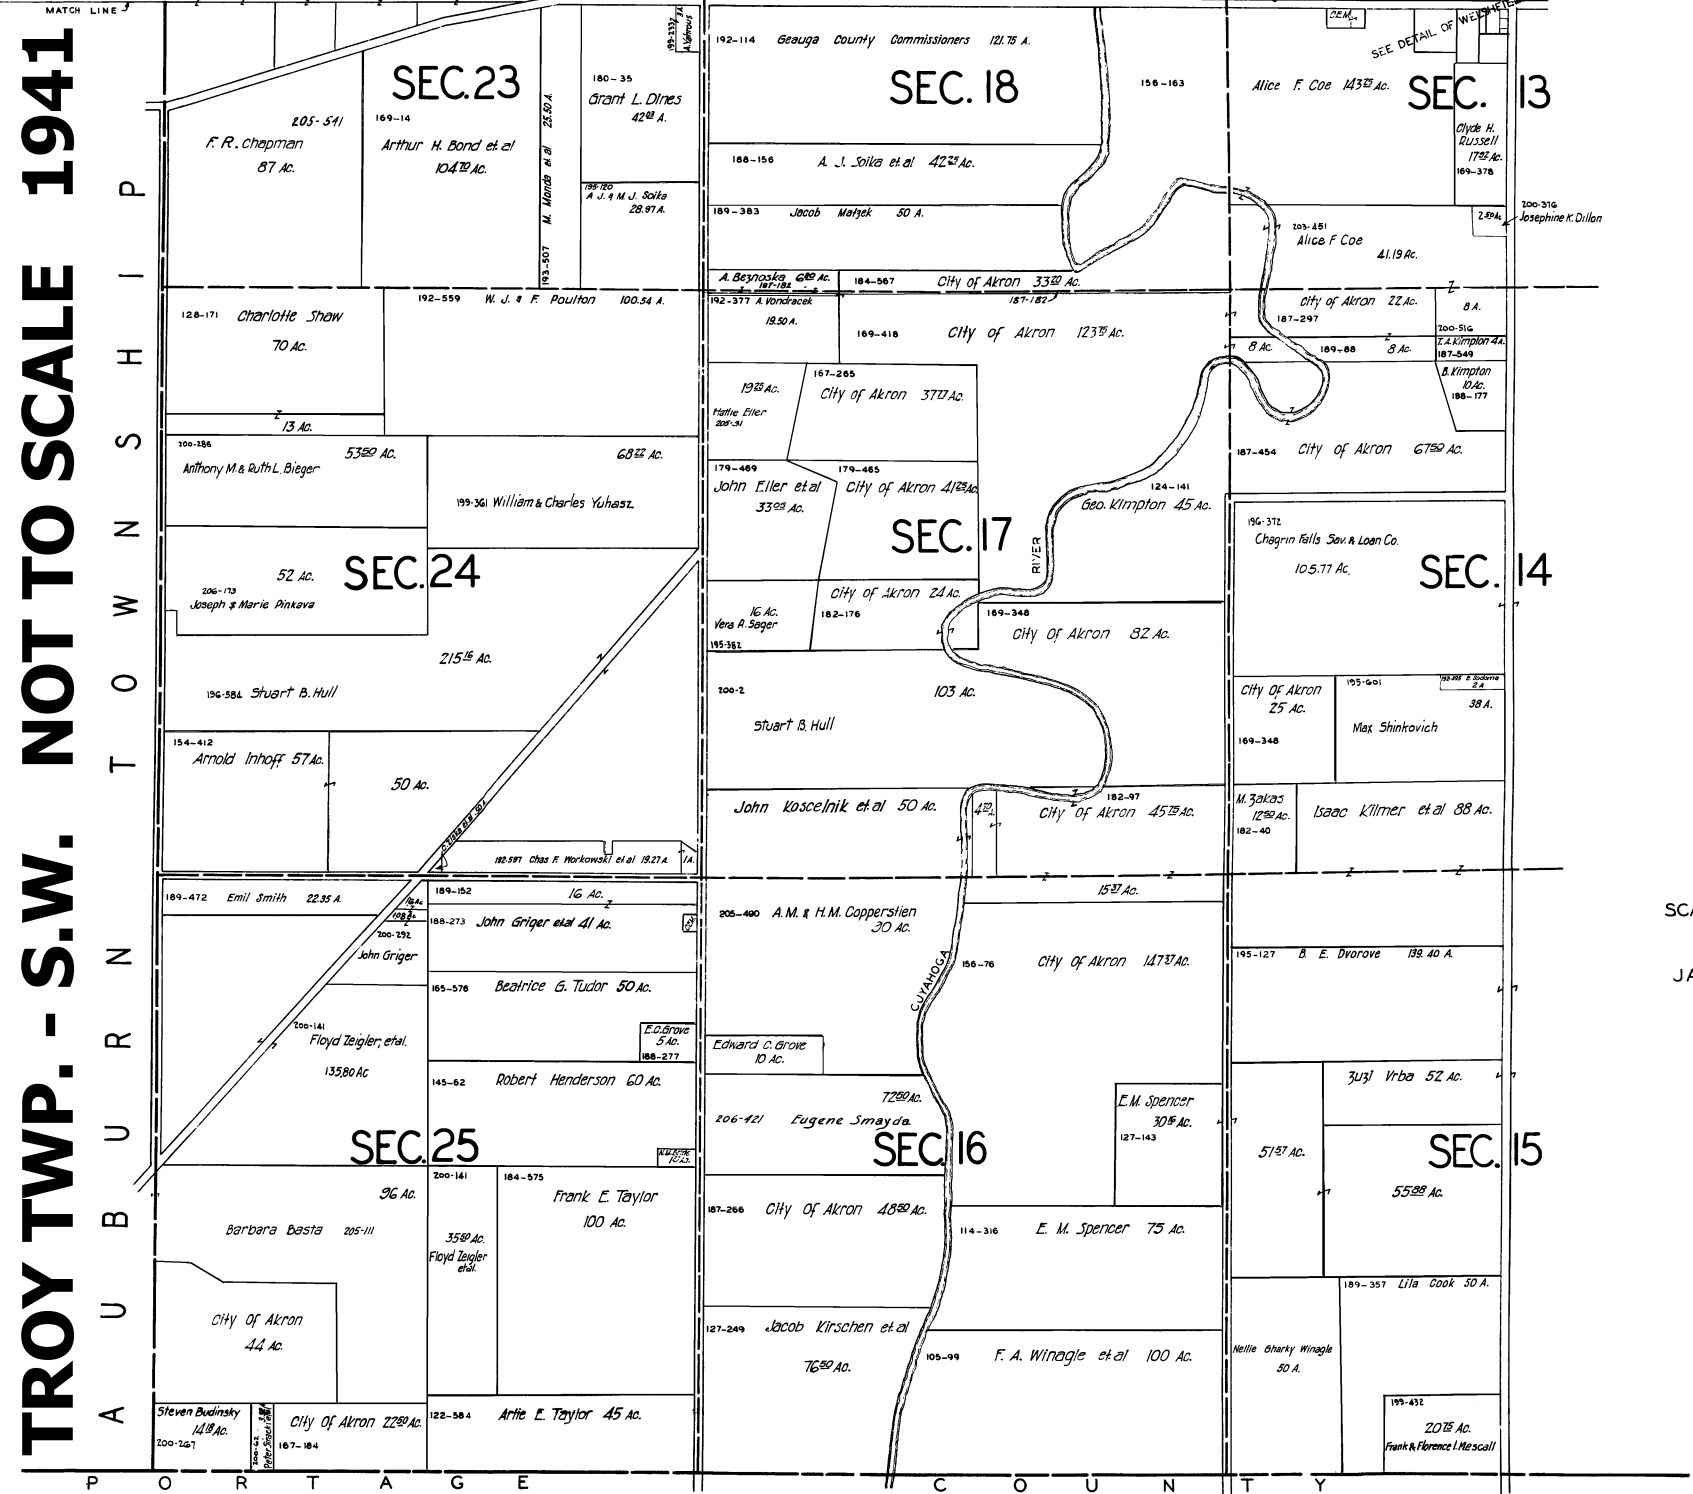 TROY TWP. - S.W. NOT TO SCALE 1941
AUBURN TOWNSHIP
PORTAGE COUNTY
MATCH LINE
SEC. 23
205-541
F. R. Chapman
87 Ac.
169-14
Arthur H. Bond et al
104 70 Ac.
193-507 M. Monda et al 25.50 A.
180-35
Grant L. Dines
42 03 A.
199-237
3 A.
195-120
A J. & M. J. Soika
28.97 A.
SEC. 18
192-114 Geauga County Commissioners 121.75 A.
188-156 A. J. Soika et al 42 25 Ac.
189-383 Jacob Matzek 50 A.
A. Beznoska 6 80 Ac.
187-182
184-567 City of Akron 33 20 Ac.
187-182
156-163
SEC. 13
CEM.
SEE DETAIL OF WELSHFIELD
Alice F. Coe 143 75 Ac.
Clyde H.
Russell
17 92 Ac.
169-378
2.50 Ac
200-316
Josephine K. Dillon
203-451
Alice F Coe
41.19 Ac.
128-171 Charlotte Shaw
70 Ac.
13 Ac.
192-559 W. J. & F. Poulton 100.54 A.
200-286
53 50 Ac.
Anthony M. & Ruth L. Bieger
68 22 Ac.
199-361 William & Charles Yuhasz
SEC. 24
52 Ac.
206-173
Joseph & Marie Pinkava
215 16 Ac.
196-584 Stuart B. Hull
154-412
Arnold Inhoff 57 Ac.
50 Ac.
192-597 Chas F. Workowski et al 19.27 A.
1 A.
192-377 A. Vondracek
19.50 A.
169-418 City of Akron 123 75 Ac.
19 25 Ac.
Hattie Eller
205-31
167-265
City of Akron 37 77 Ac.
179-469
John Eller et al
33 03 Ac.
179-465
City of Akron 41 25 Ac.
SEC. 17
124-141
Geo. Kimpton 45 Ac.
RIVER
16 Ac.
Vera R. Sager
195-382
City of Akron 24 Ac.
182-176
169-348
City of Akron 82 Ac.
200-2
103 Ac.
Stuart B. Hull
John Koscelnik et al 50 Ac.
4 50 A.
182-97
City of Akron 45 75 Ac.
City of Akron 22 Ac.
187-297
8 A.
200-516
8 Ac.
189-88 8 Ac.
T. A. Kimpton 4 A.
187-549
B. Kimpton
10 Ac.
188-177
187-454 City of Akron 67 50 Ac.
196-372
Chagrin Falls Sav. & Loan Co.
105.77 Ac.
SEC. 14
City of Akron
25 Ac.
169-348
195-601
2 A
38 A.
Max Shinkovich
M. Zakas
12 50 Ac.
182-40
Isaac Kilmer et al 88 Ac.
189-472 Emil Smith 22.35 A.
189-152 16 Ac.
188-273 John Griger et al 41 Ac.
200-292
John Griger
165-576 Beatrice G. Tudor 50 Ac.
200-141
Floyd Zeigler, et al.
135.80 Ac
E.C. Grove
5 Ac.
188-277
145-62 Robert Henderson 60 Ac.
SEC. 25
96 Ac.
Barbara Basta 205-111
200-141
35 50 Ac.
Floyd Zeigler
et al.
184-575
Frank E. Taylor
100 Ac.
City Of Akron
44 Ac.
Steven Budinsky
14 18 Ac.
200-267
200-62
City Of Akron 22 50 Ac.
167-184
122-584 Artie E. Taylor 45 Ac.
205-490 A.M. & H.M. Copperstien
30 Ac.
15 37 Ac.
CUYAHOGA
156-76 City of Akron 147 37 Ac.
Edward C. Grove
10 Ac.
72 50 Ac.
206-421 Eugene Smayda
SEC. 16
E.M. Spencer
30 16 Ac.
127-143
187-266 City of Akron 48 50 Ac.
114-316 E. M. Spencer 75 Ac.
127-249 Jacob Kirschen et al
76 50 Ac.
105-99 F. A. Winagle et al 100 Ac.
195-127 B. E. Dvorove 139.40 A.
Zuzi Vrba 52 Ac.
51 57 Ac.
SEC. 15
55 88 Ac.
189-357 Lila Cook 50 A.
Nellie Sharky Winagle
50 A.
199-432
20 75 Ac.
Frank & Florence I. Mescall
SCA
JA